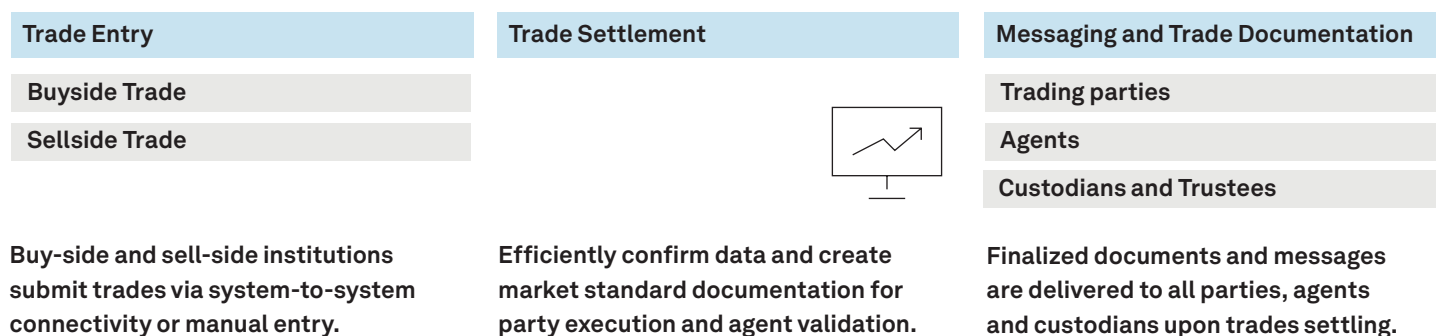 Trade Entry
Buyside Trade
Sellside Trade
Buy-side and sell-side institutions
submit trades via system-to-system
connectivity or manual entry.
Trade Settlement
Efficiently confirm data and create
market standard documentation for
party execution and agent validation.
Messaging and Trade Documentation
Trading parties
Agents
Custodians and Trustees
Finalized documents and messages
are delivered to all parties, agents
and custodians upon trades settling.